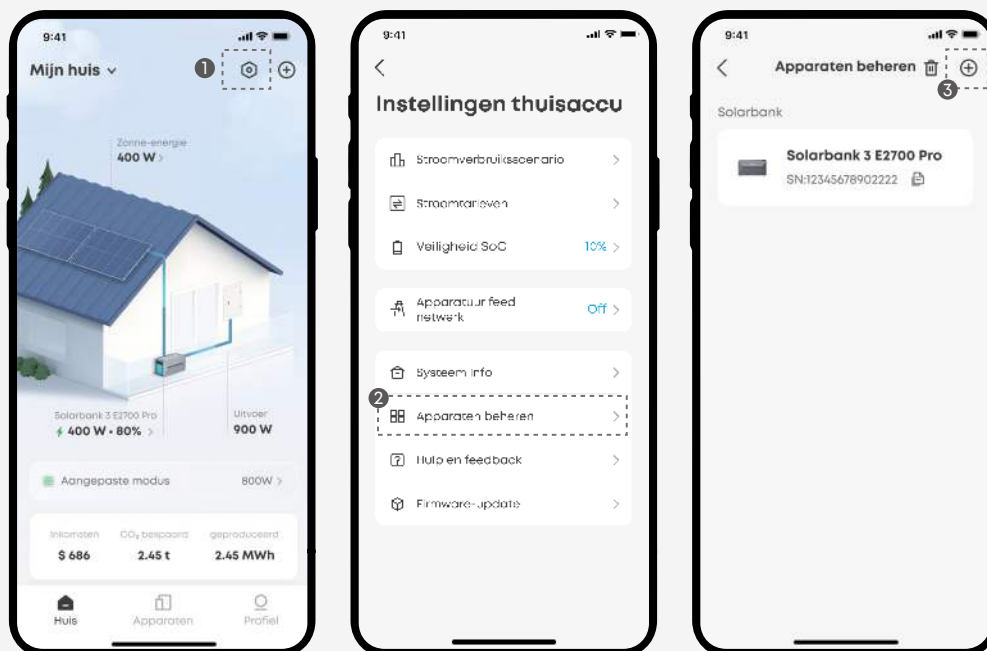 9:41
Mijn huis
1
Zonne-energie
400 W >
Solarbank 3 E2700 Pro
400 W • 80% >
Uitvoer
900 W
Aangepaste modus
800W >
Inkomsten
CO₂ bespaard
geproduceerd
$ 686
2.45 t
2.45 MWh
Huis
Apparaten
Profiel
9:41
Instellingen thuisaccu
Stroomverbruiksscenario
Stroomtarieven
Veiligheid SoC
10% >
Apparatuur feed
netwerk
Off >
Systeem Info
2
Apparaten beheren
Hulp en feedback
Firmware-update
9:41
Apparaten beheren
3
Solarbank
Solarbank 3 E2700 Pro
SN:12345678902222